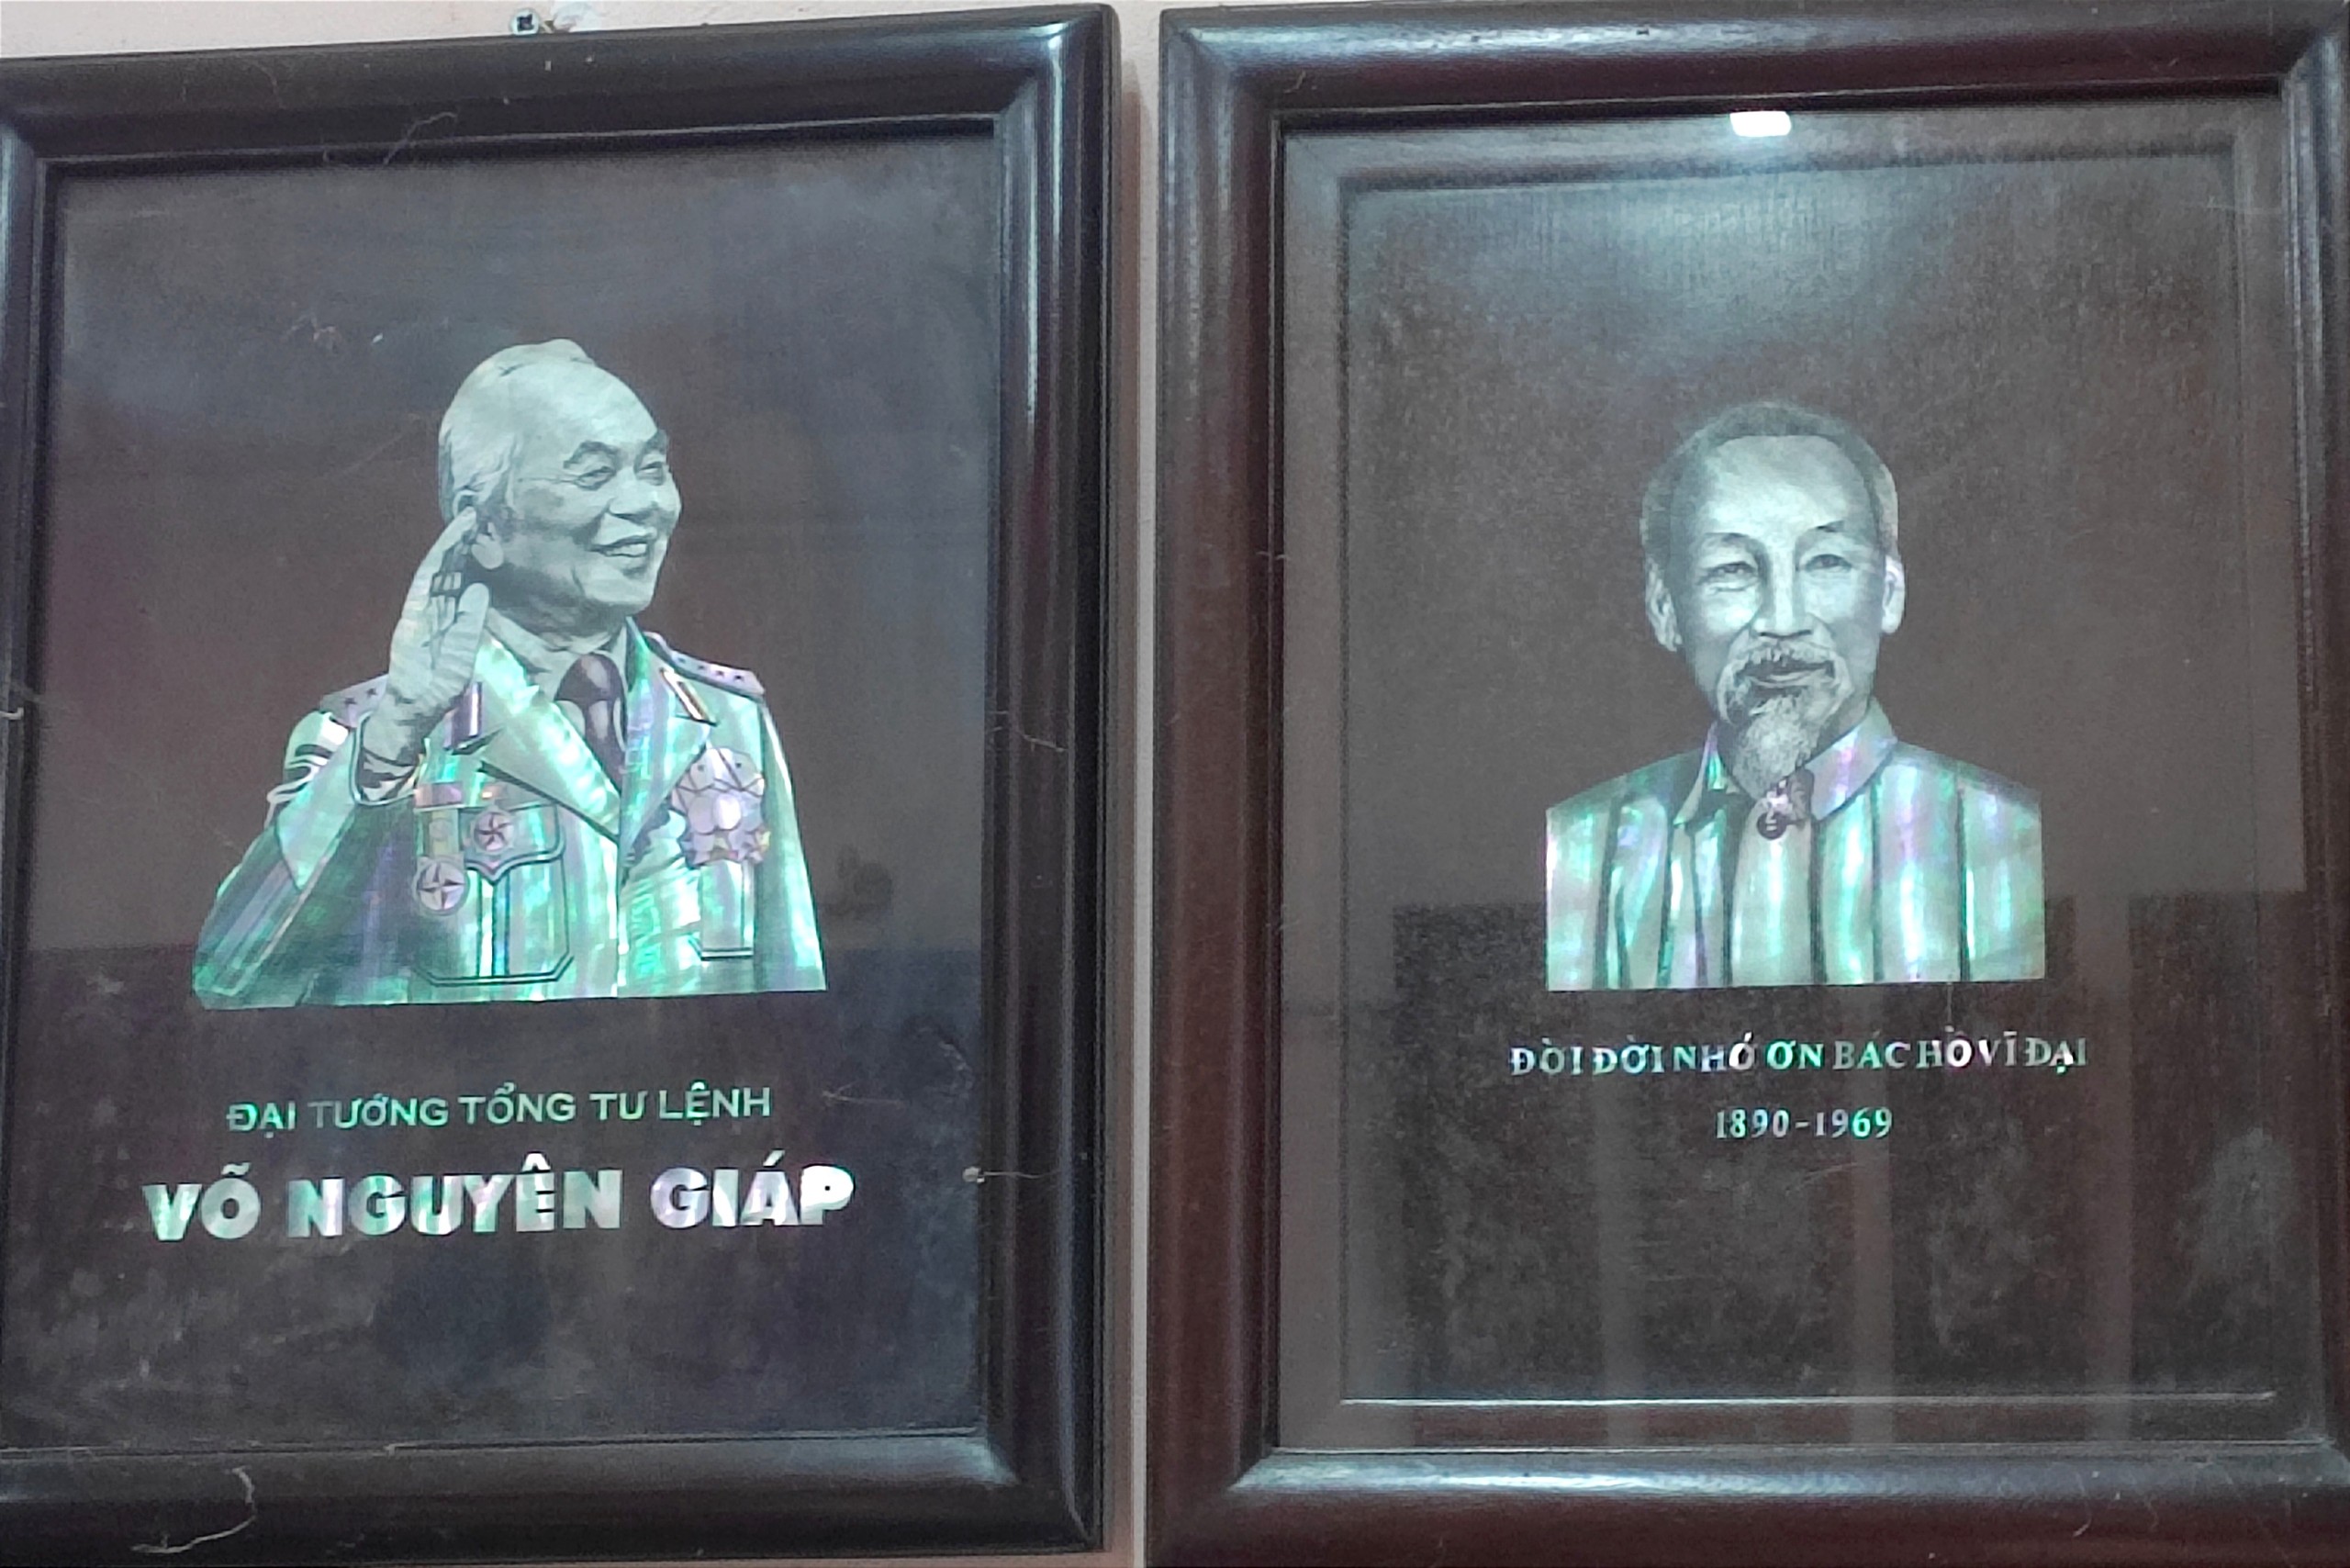 ĐẠI TƯỚNG TỔNG TƯ LỆNH
VÕ NGUYÊN GIÁP
ĐỜI ĐỜI NHỚ ƠN BÁC HỒ VĨ ĐẠI
1890-1969